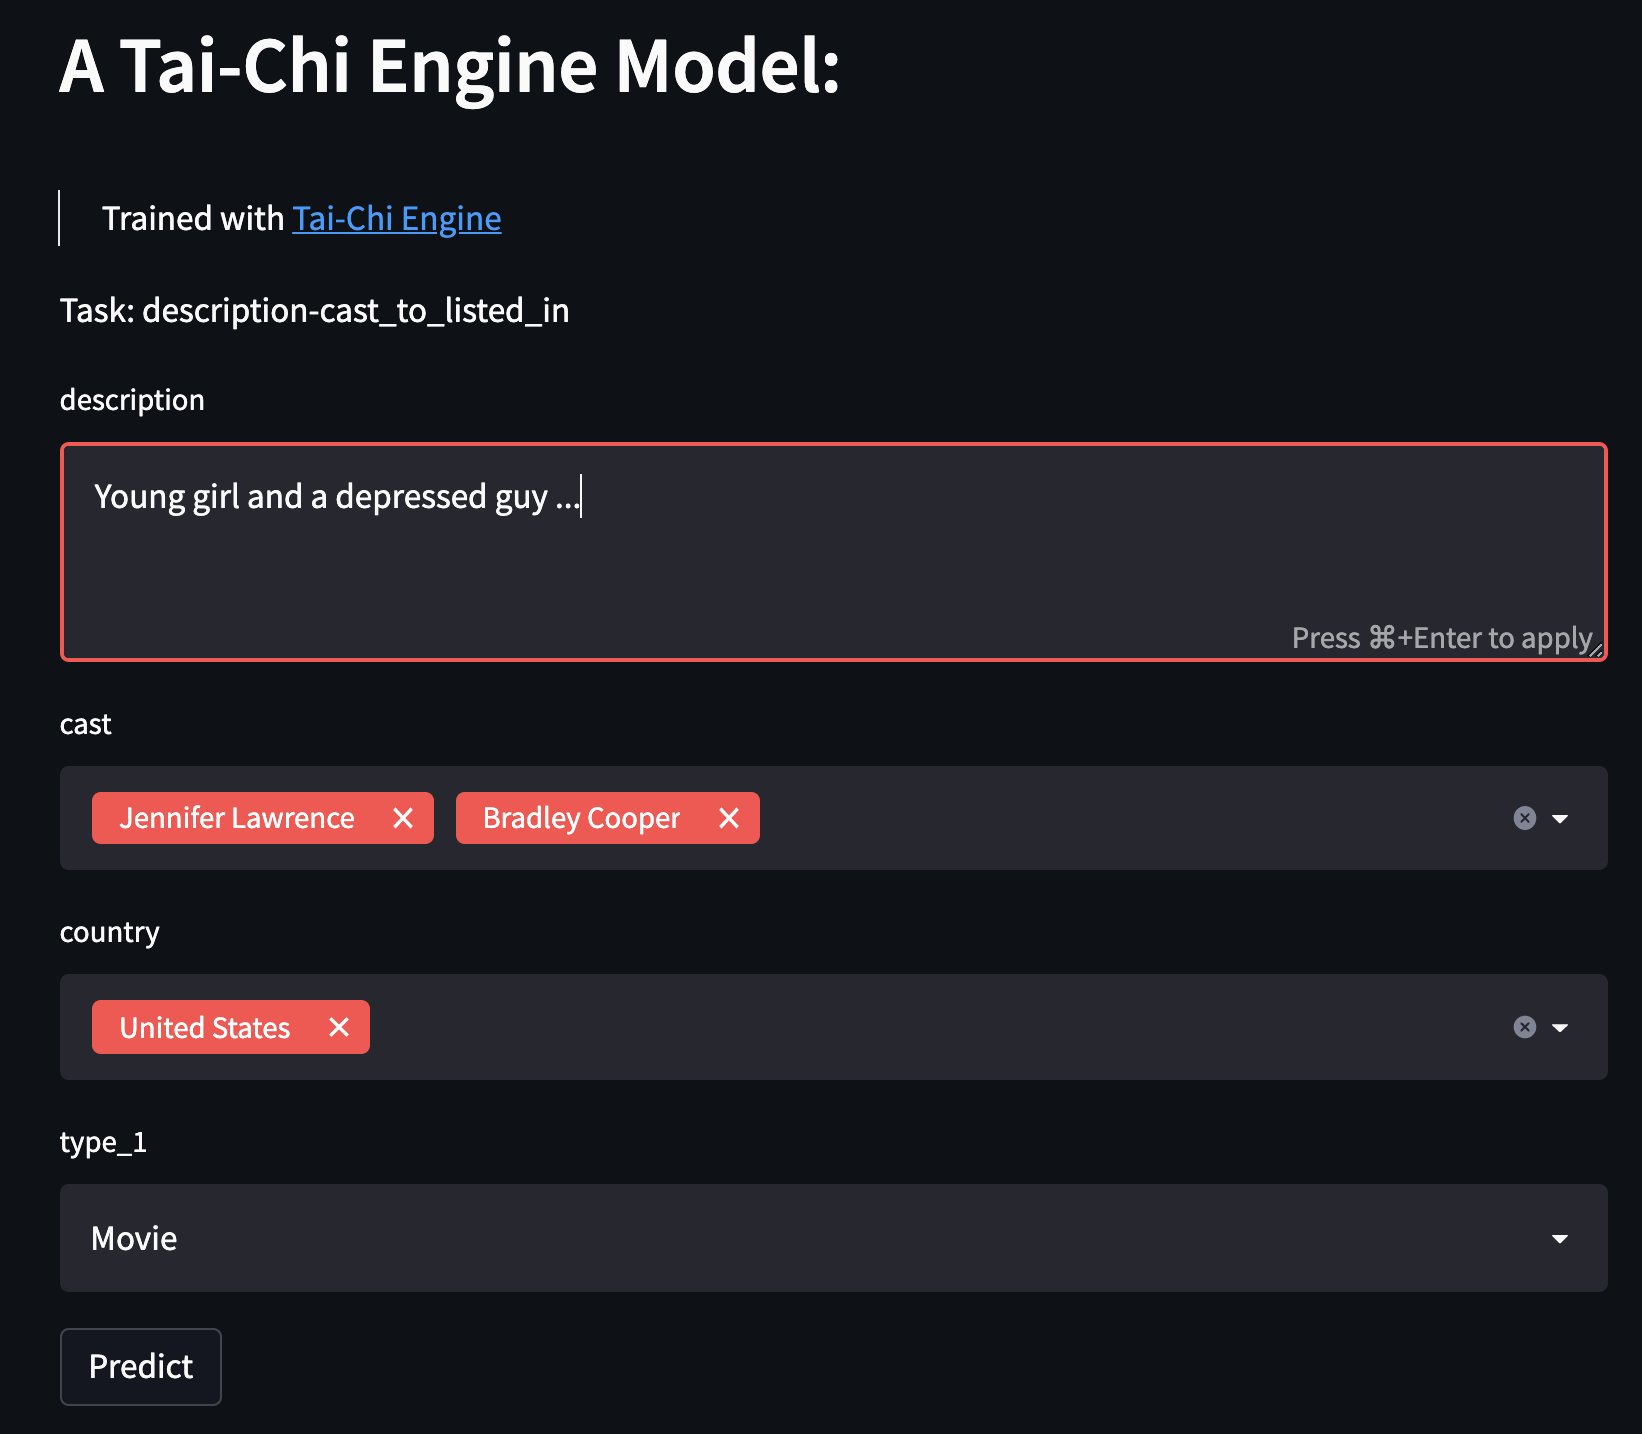 A Tai-Chi Engine Model:
Trained with Tai-Chi Engine
Task: description-cast_to_listed_in
description
Young girl and a depressed guy ...
Press ⌘+Enter to apply
cast
Jennifer Lawrence
Bradley Cooper
country
United States
type_1
Movie
Predict